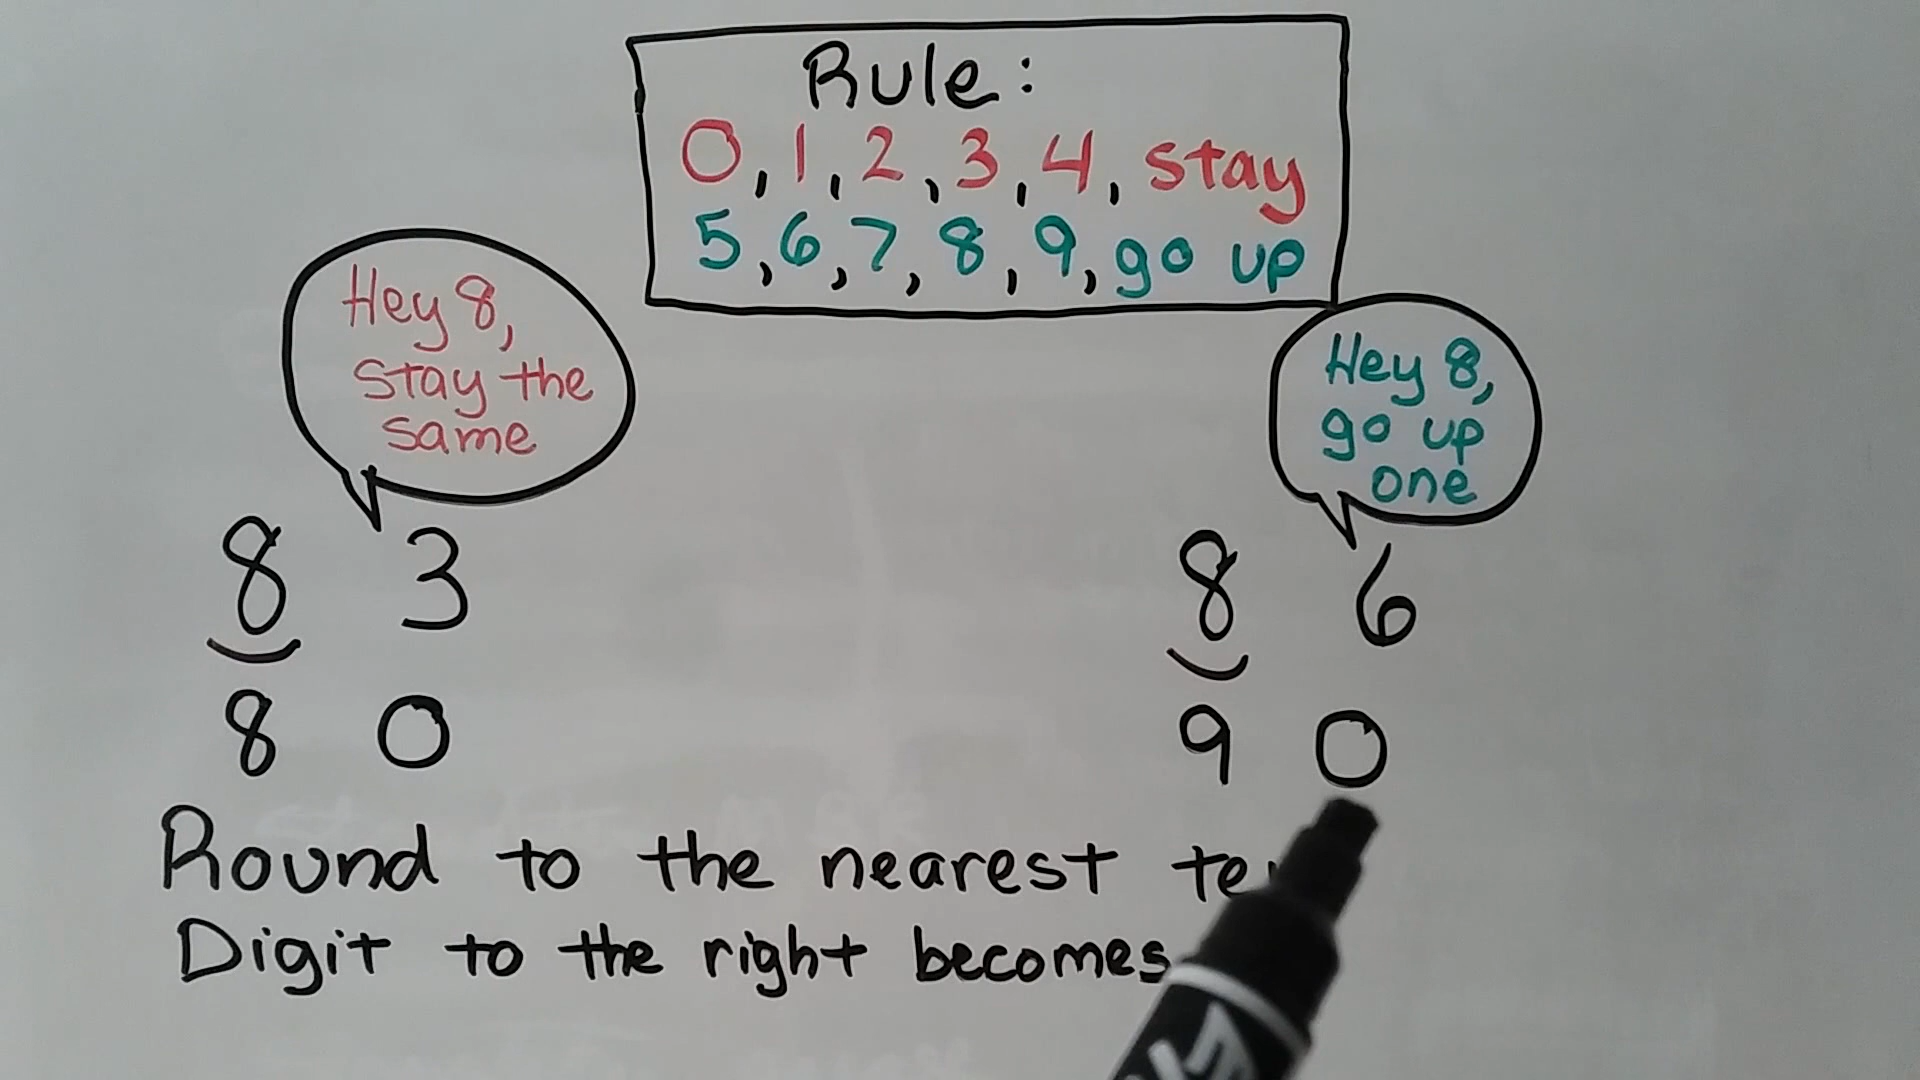 Rule:
0, 1, 2, 3, 4, stay
5, 6, 7, 8, 9, go up
Hey 8,
stay the
same
Hey 8,
go up
one
8 3
8 0
8 6
9 0
Round to the nearest
Digit to the right becomes